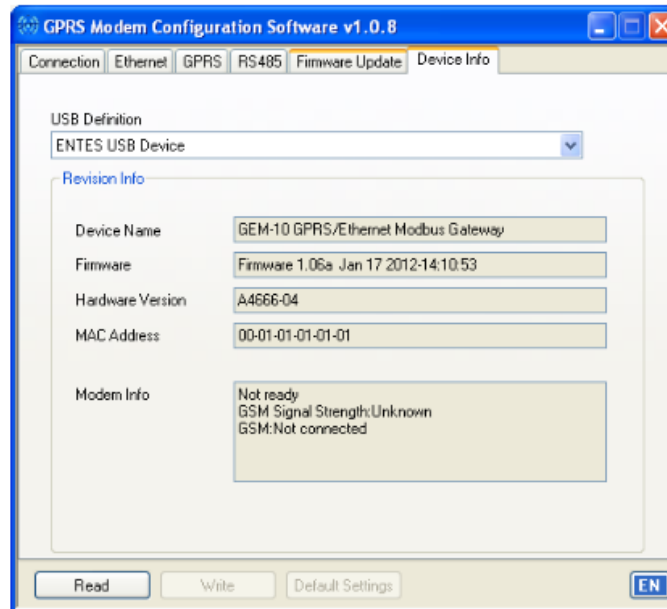 GPRS Modem Configuration Software v1.0.8
Connection Ethernet GPRS RS485 Firmware Update Device Info
USB Definition
ENTES USB Device
Revision Info
Device Name GEM-10 GPRS/Ethernet Modbus Gateway
Firmware Firmware 1.06a Jan 17 2012-14:10:53
Hardware Version A4666-04
MAC Address 00-01-01-01-01-01
Modem Info Not ready
GSM Signal Strength:Unknown
GSM:Not connected
Read Write Default Settings EN